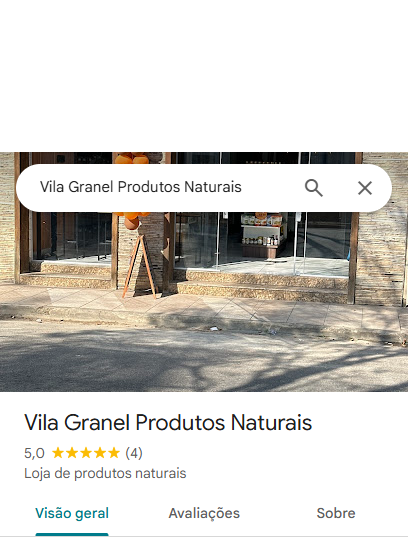 Vila Granel Produtos Naturais
Vila Granel Produtos Naturais
5,0 ★★★★★ (4)
Loja de produtos naturais
Visão geral Avaliações Sobre